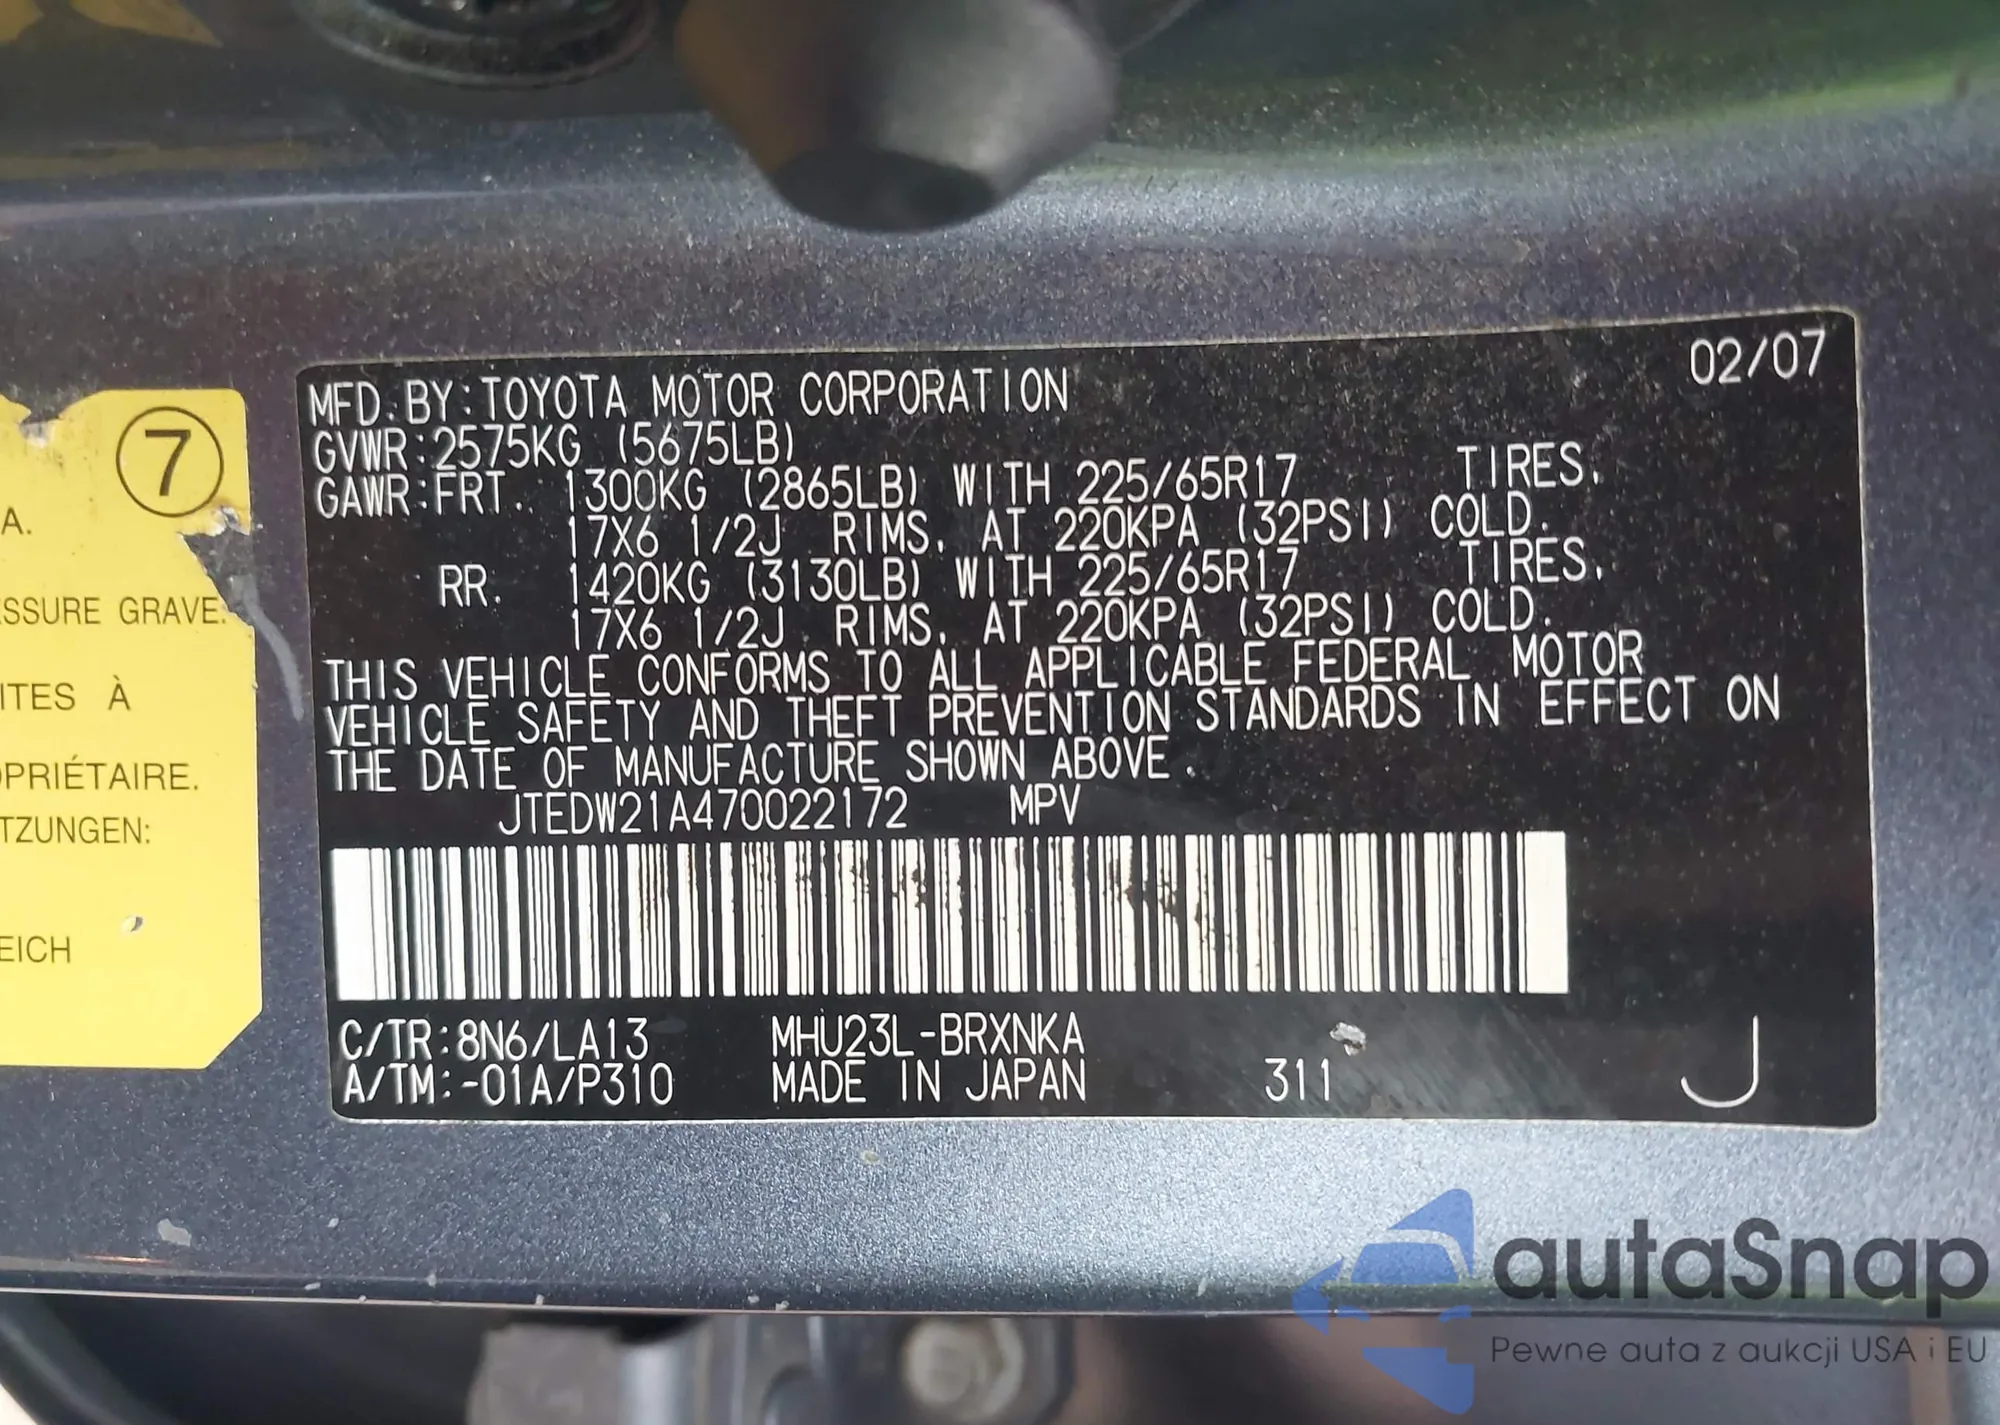 02/07
MFD. BY: TOYOTA MOTOR CORPORATION
GVWR: 2575KG (5675LB)
GAWR: FRT. 1300KG (2865LB) WITH 225/65R17 TIRES,
17X6 1/2J RIMS, AT 220KPA (32PSI) COLD.
RR. 1420KG (3130LB) WITH 225/65R17 TIRES,
17X6 1/2J RIMS, AT 220KPA (32PSI) COLD.
THIS VEHICLE CONFORMS TO ALL APPLICABLE FEDERAL MOTOR
VEHICLE SAFETY AND THEFT PREVENTION STANDARDS IN EFFECT ON
THE DATE OF MANUFACTURE SHOWN ABOVE.
JTEDW21A470022172 MPV
C/TR: 8N6/LA13 MHU23L-BRXNKA
A/TM: -01A/P310 MADE IN JAPAN 311 J
7
A.
ESSURE GRAVE.
ITES À
OPRIÉTAIRE.
TZUNGEN:
EICH
autaSnap
Pewne auta z aukcji USA i EU